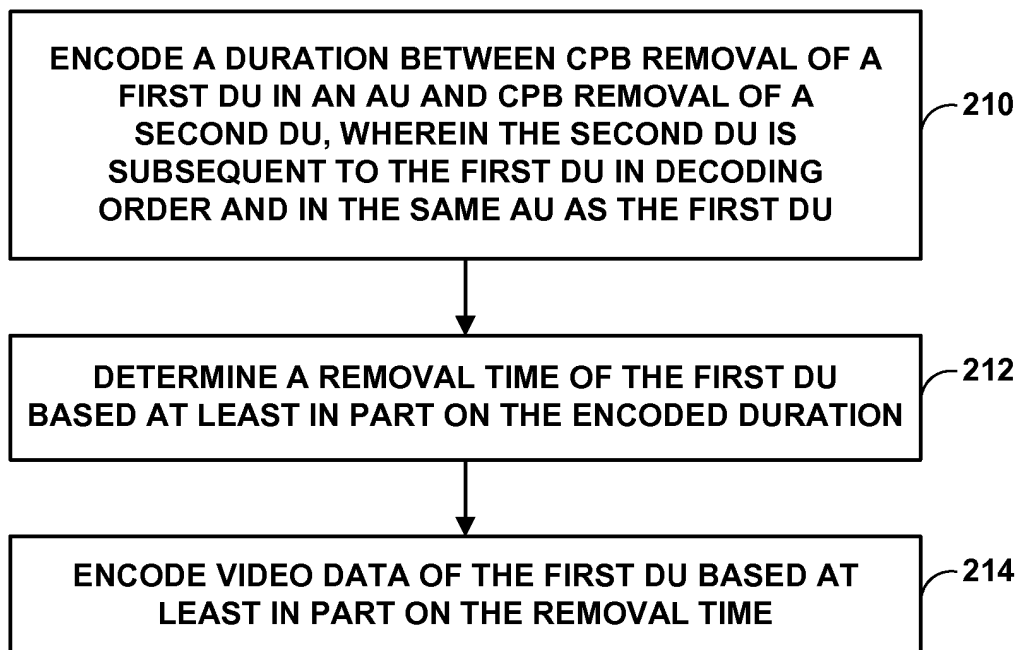 ENCODE A DURATION BETWEEN CPB REMOVAL OF A
FIRST DU IN AN AU AND CPB REMOVAL OF A
SECOND DU, WHEREIN THE SECOND DU IS
SUBSEQUENT TO THE FIRST DU IN DECODING
ORDER AND IN THE SAME AU AS THE FIRST DU
210
DETERMINE A REMOVAL TIME OF THE FIRST DU
BASED AT LEAST IN PART ON THE ENCODED DURATION
212
ENCODE VIDEO DATA OF THE FIRST DU BASED AT
LEAST IN PART ON THE REMOVAL TIME
214